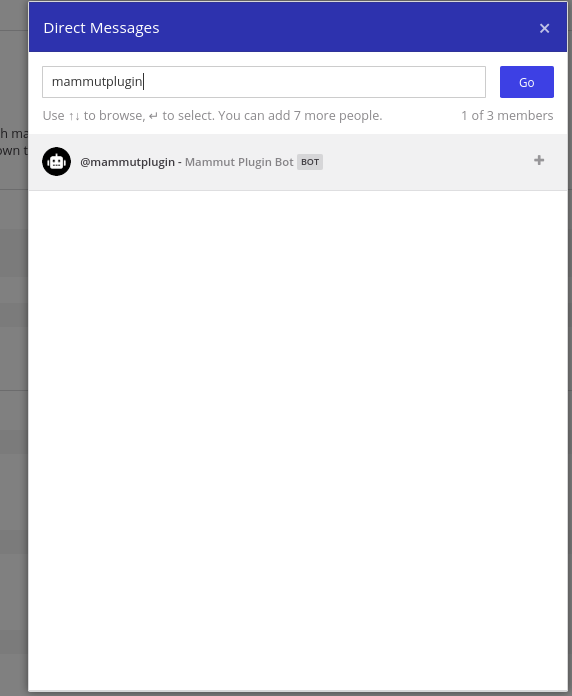 Direct Messages ×
mammutplugin Go
Use ↑↓ to browse, ↵ to select. You can add 7 more people. 1 of 3 members
h ma
own t
@mammutplugin - Mammut Plugin Bot BOT +